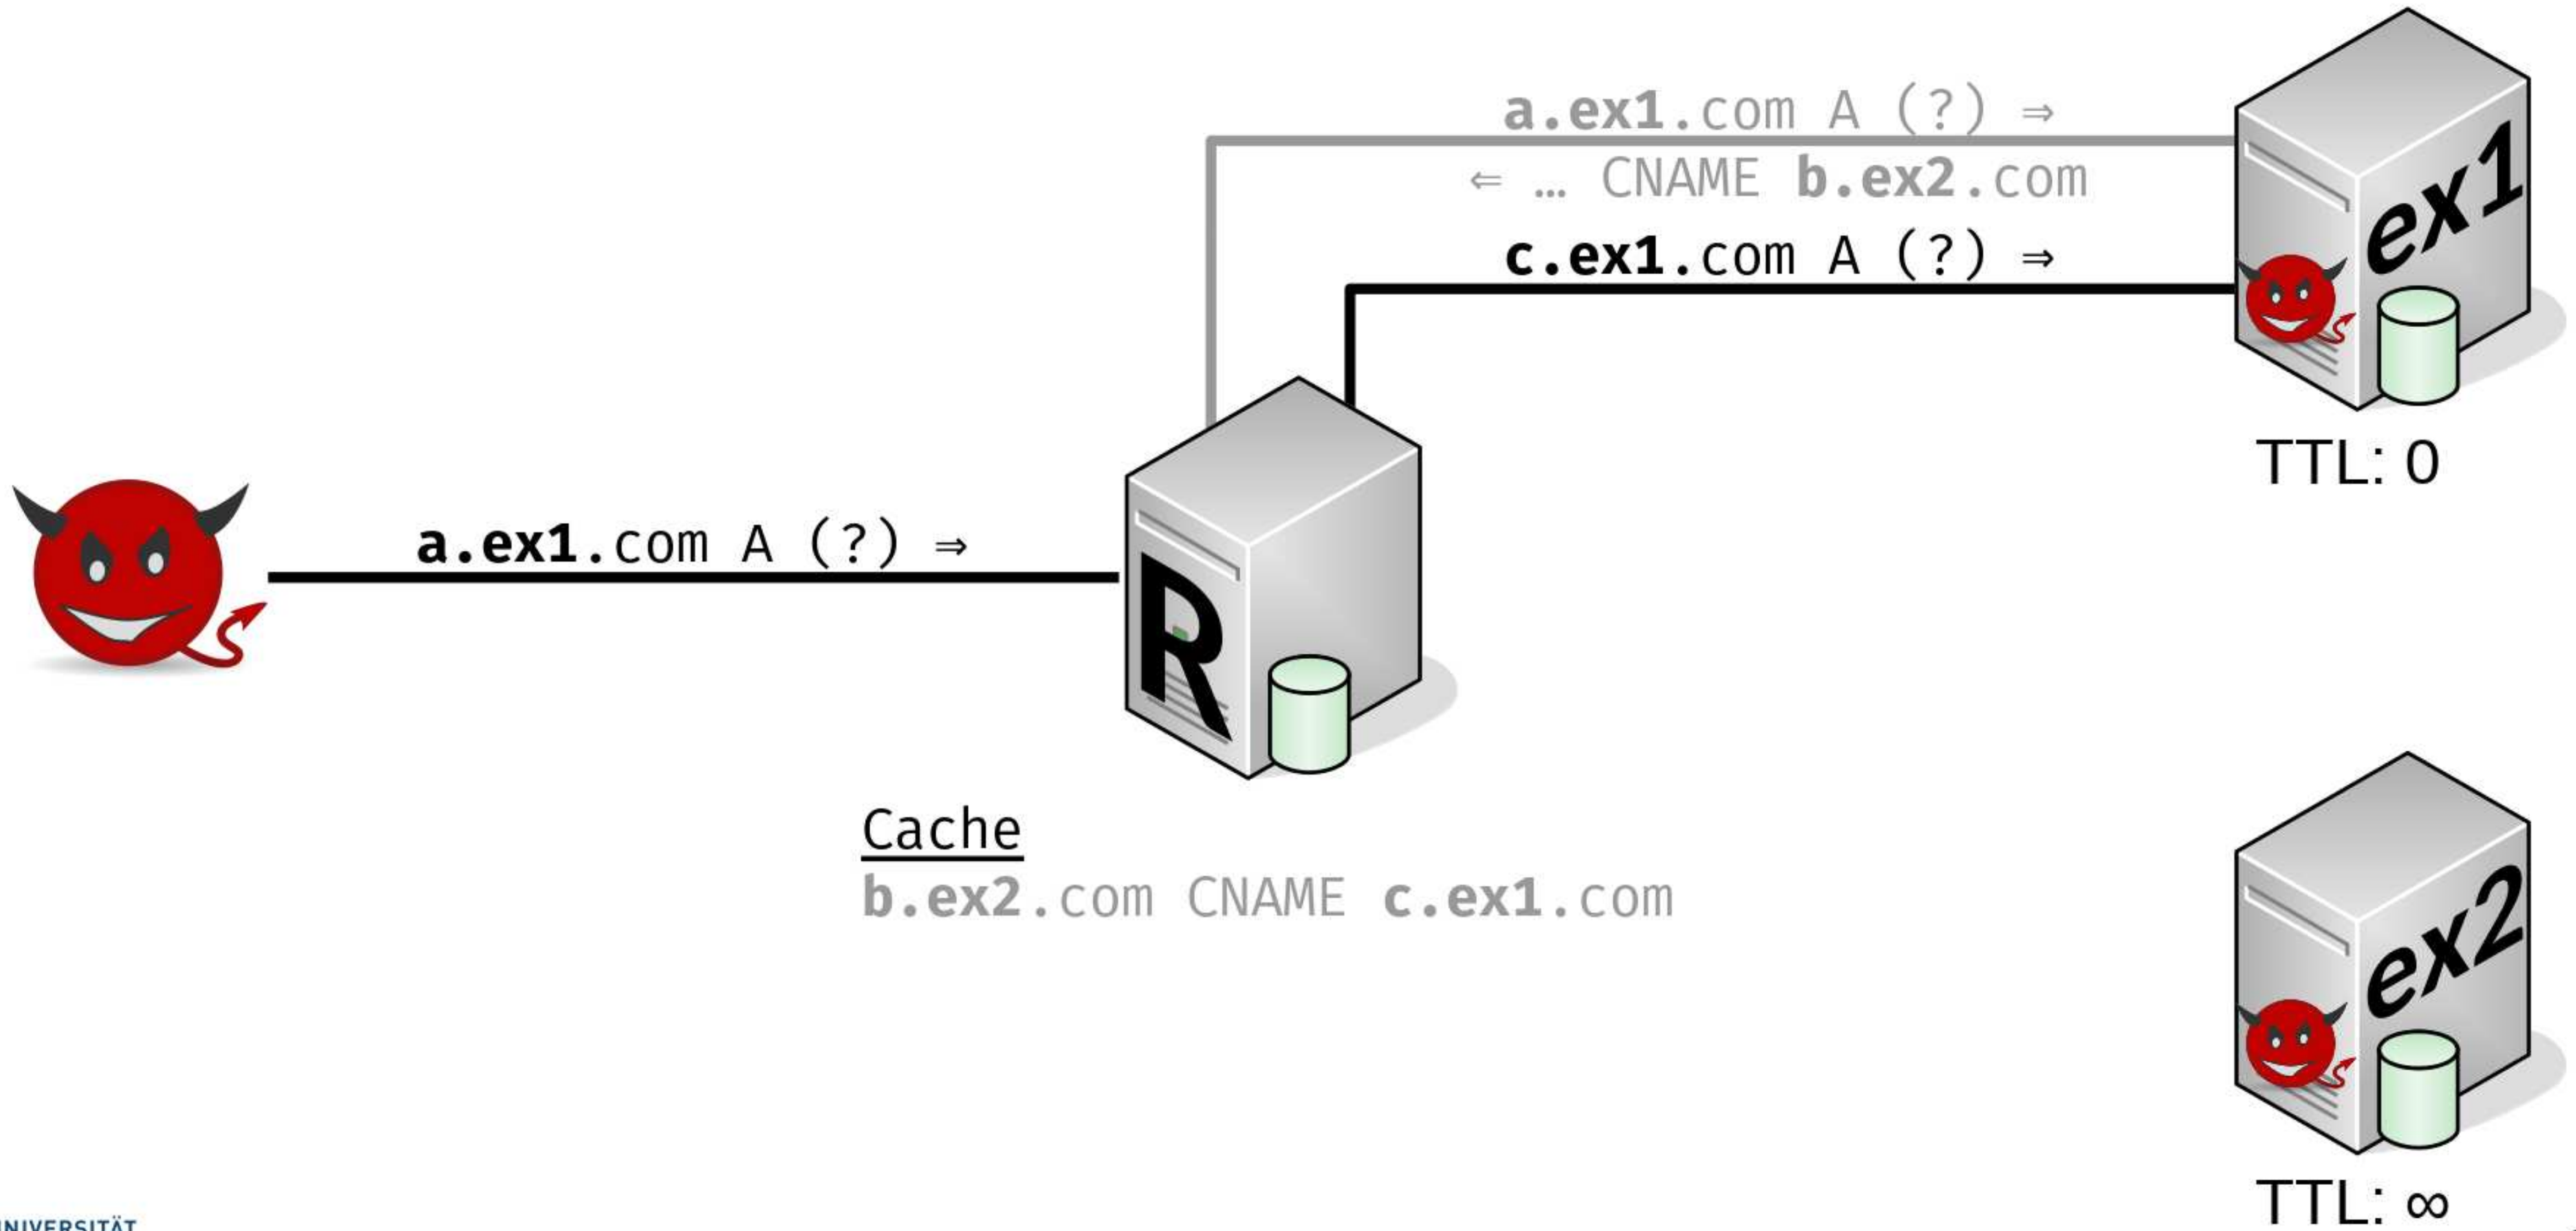 a.ex1.com A (?) ⇒
⇐ … CNAME b.ex2.com
c.ex1.com A (?) ⇒
ex1
TTL: 0
a.ex1.com A (?) ⇒
R
Cache
b.ex2.com CNAME c.ex1.com
ex2
TTL: ∞